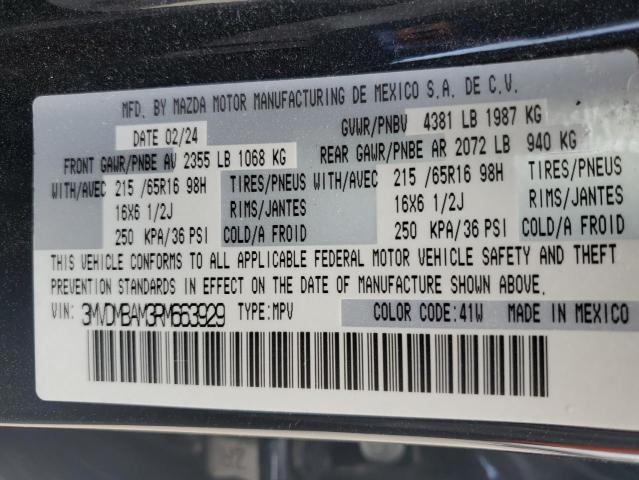 MFD. BY MAZDA MOTOR MANUFACTURING DE MEXICO S.A. DE C.V.
DATE 02/24 GVWR/PNBV 4381 LB 1987 KG
FRONT GAWR/PNBE AV 2355 LB 1068 KG REAR GAWR/PNBE AR 2072 LB 940 KG
WITH/AVEC 215 /65R16 98H TIRES/PNEUS WITH/AVEC 215 /65R16 98H TIRES/PNEUS
16X6 1/2J RIMS/JANTES 16X6 1/2J RIMS/JANTES
250 KPA/36 PSI COLD/A FROID 250 KPA/36 PSI COLD/A FROID
THIS VEHICLE CONFORMS TO ALL APPLICABLE FEDERAL MOTOR VEHICLE SAFETY AND THEFT
PREVENTION STANDARDS IN EFFECT ON THE DATE OF MANUFACTURE SHOWN ABOVE.
VIN: 3MVDMBAM3RM663929 TYPE:MPV COLOR CODE:41W MADE IN MEXICO